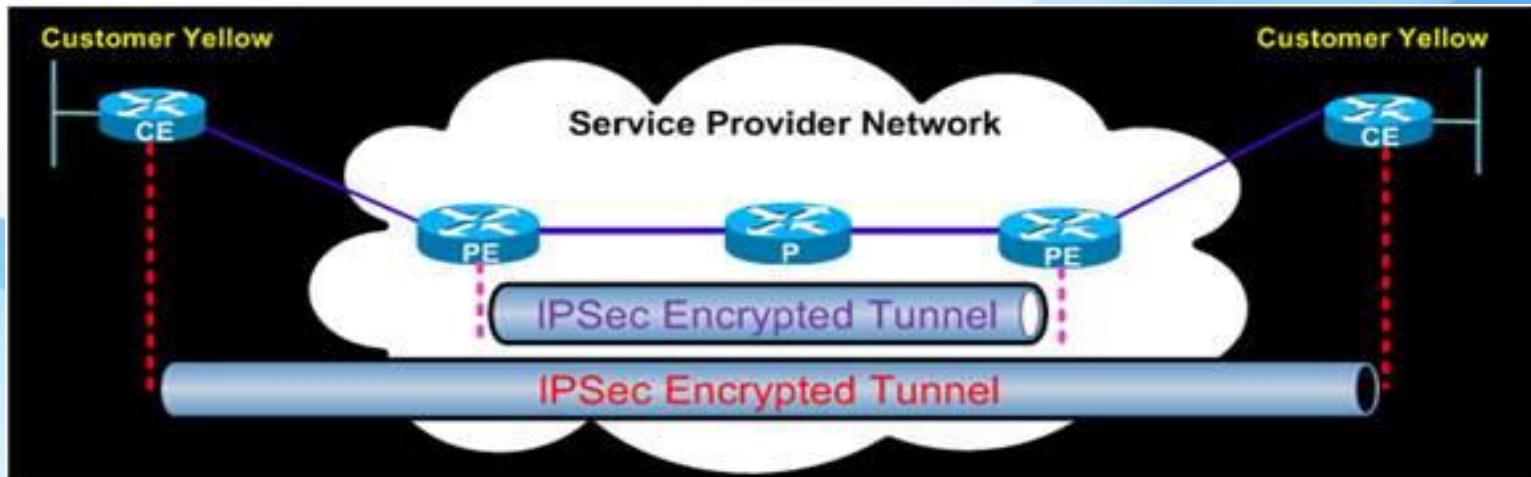 Customer Yellow
Customer Yellow
CE
CE
Service Provider Network
PE
P
PE
IPSec Encrypted Tunnel
IPSec Encrypted Tunnel